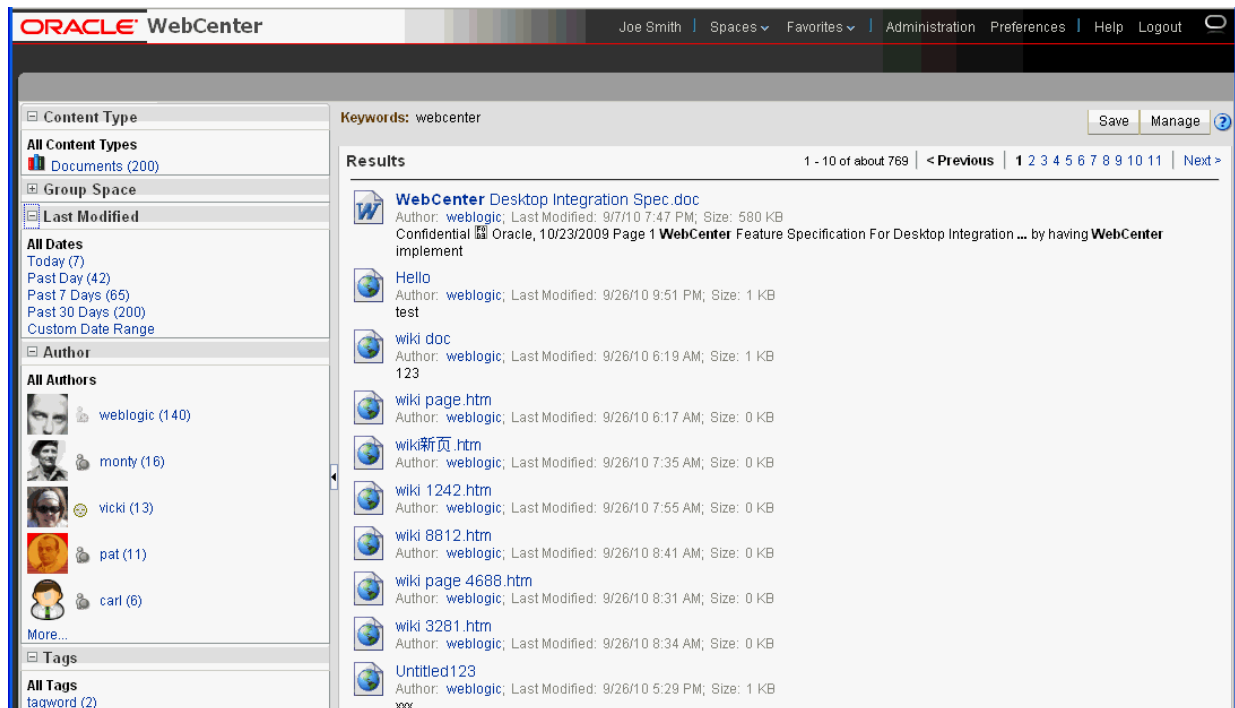 ORACLE WebCenter
Joe Smith Spaces Favorites Administration Preferences Help Logout
Content Type
All Content Types
Documents (200)
Group Space
Last Modified
All Dates
Today (7)
Past Day (42)
Past 7 Days (65)
Past 30 Days (200)
Custom Date Range
Author
All Authors
weblogic (140)
monty (16)
vicki (13)
pat (11)
carl (6)
More...
Tags
All Tags
tagword (2)
Keywords: webcenter
Save Manage
Results
1 - 10 of about 769 < Previous 1 2 3 4 5 6 7 8 9 10 11 Next >
WebCenter Desktop Integration Spec.doc
Author: weblogic; Last Modified: 9/7/10 7:47 PM; Size: 580 KB
Confidential Oracle, 10/23/2009 Page 1 WebCenter Feature Specification For Desktop Integration ... by having WebCenter
implement
Hello
Author: weblogic; Last Modified: 9/26/10 9:51 PM; Size: 1 KB
test
wiki doc
Author: weblogic; Last Modified: 9/26/10 6:19 AM; Size: 1 KB
123
wiki page.htm
Author: weblogic; Last Modified: 9/26/10 6:17 AM; Size: 0 KB
wiki新页.htm
Author: weblogic; Last Modified: 9/26/10 7:35 AM; Size: 0 KB
wiki 1242.htm
Author: weblogic; Last Modified: 9/26/10 7:55 AM; Size: 0 KB
wiki 8812.htm
Author: weblogic; Last Modified: 9/26/10 8:41 AM; Size: 0 KB
wiki page 4688.htm
Author: weblogic; Last Modified: 9/26/10 8:31 AM; Size: 0 KB
wiki 3281.htm
Author: weblogic; Last Modified: 9/26/10 8:34 AM; Size: 0 KB
Untitled123
Author: weblogic; Last Modified: 9/26/10 5:29 PM; Size: 1 KB